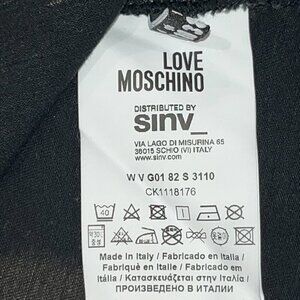 LOVE
MOSCHINO
DISTRIBUTED BY
sinv_
VIA LAGO DI MISURINA 65
36015 SCHIO (VI) ITALY
www.sinv.com
W V G01 82 S 3110
CK1118176
40
Made in Italy / Fabricado en Italia /
Fabriqué en Italie / Fabricado em
Itália / Κατασκευάζεται στην Ιταλία /
ПРОИЗВЕДЕНО В ИТАЛИИ